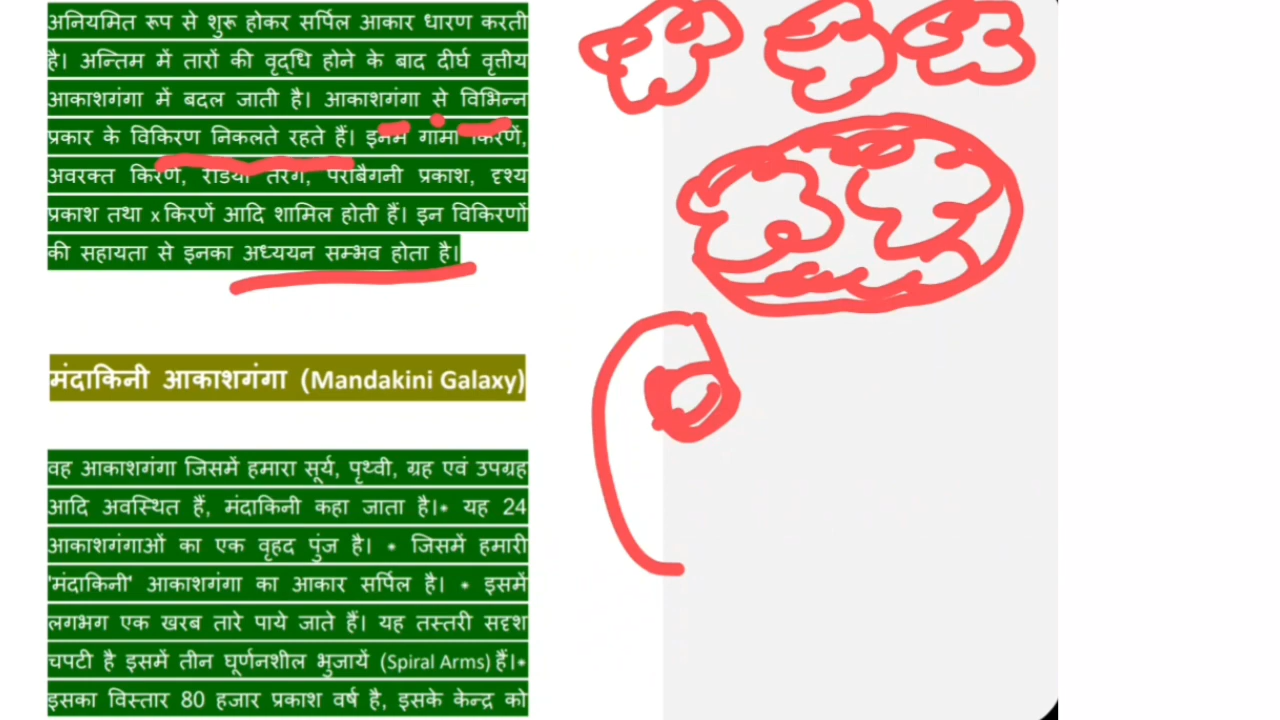 अनियमित रूप से शुरू होकर सर्पिल आकार धारण करती
है। अन्तिम में तारों की वृद्धि होने के बाद दीर्घ वृत्तीय
आकाशगंगा में बदल जाती है। आकाशगंगा से विभिन्न
प्रकार के विकिरण निकलते रहते हैं। इनमें गामा किरणें,
अवरक्त किरणें, रेडियो तरंगें, पराबैगनी प्रकाश, दृश्य
प्रकाश तथा x किरणें आदि शामिल होती हैं। इन विकिरणों
की सहायता से इनका अध्ययन सम्भव होता है।
मंदाकिनी आकाशगंगा (Mandakini Galaxy)
वह आकाशगंगा जिसमें हमारा सूर्य, पृथ्वी, ग्रह एवं उपग्रह
आदि अवस्थित हैं, मंदाकिनी कहा जाता है।* यह 24
आकाशगंगाओं का एक वृहद पुंज है। * जिसमें हमारी
'मंदाकिनी' आकाशगंगा का आकार सर्पिल है। * इसमें
लगभग एक खरब तारे पाये जाते हैं। यह तस्तरी सदृश
चपटी है इसमें तीन घूर्णनशील भुजायें (Spiral Arms) हैं।*
इसका विस्तार 80 हजार प्रकाश वर्ष है, इसके केन्द्र को